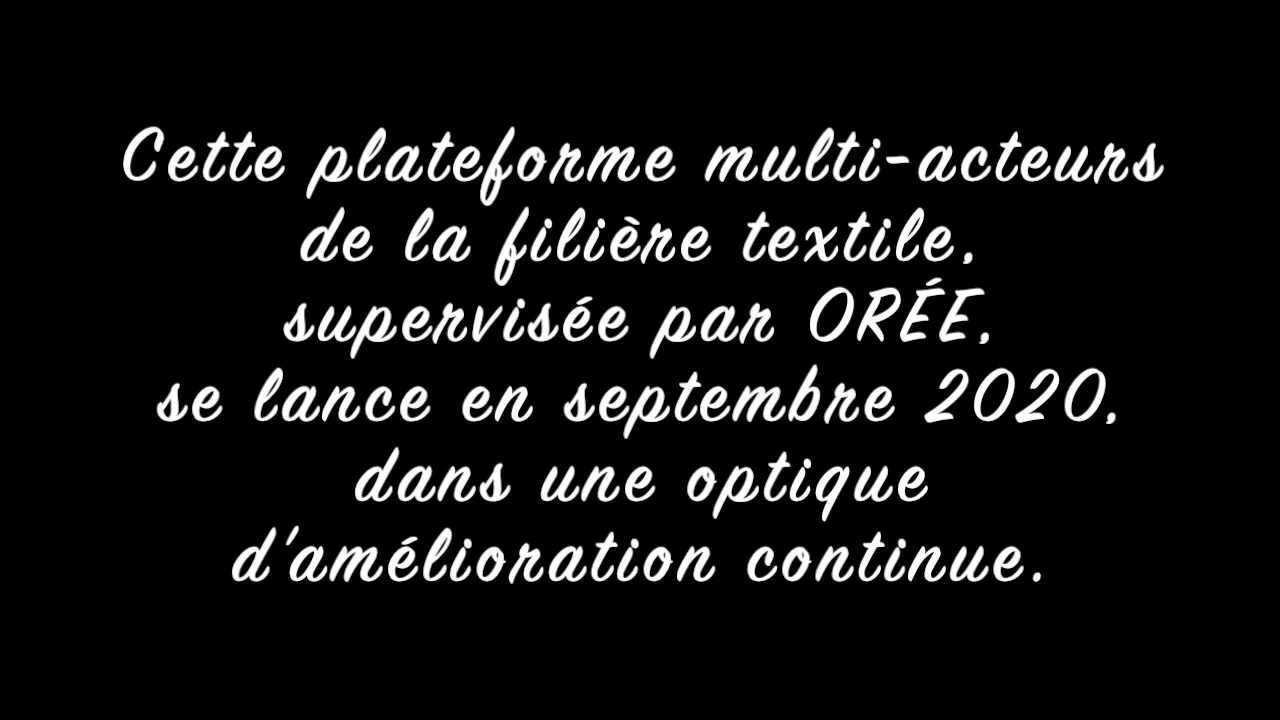 Cette plateforme multi-acteurs
de la filière textile,
supervisée par ORÉE,
se lance en septembre 2020,
dans une optique
d'amélioration continue.